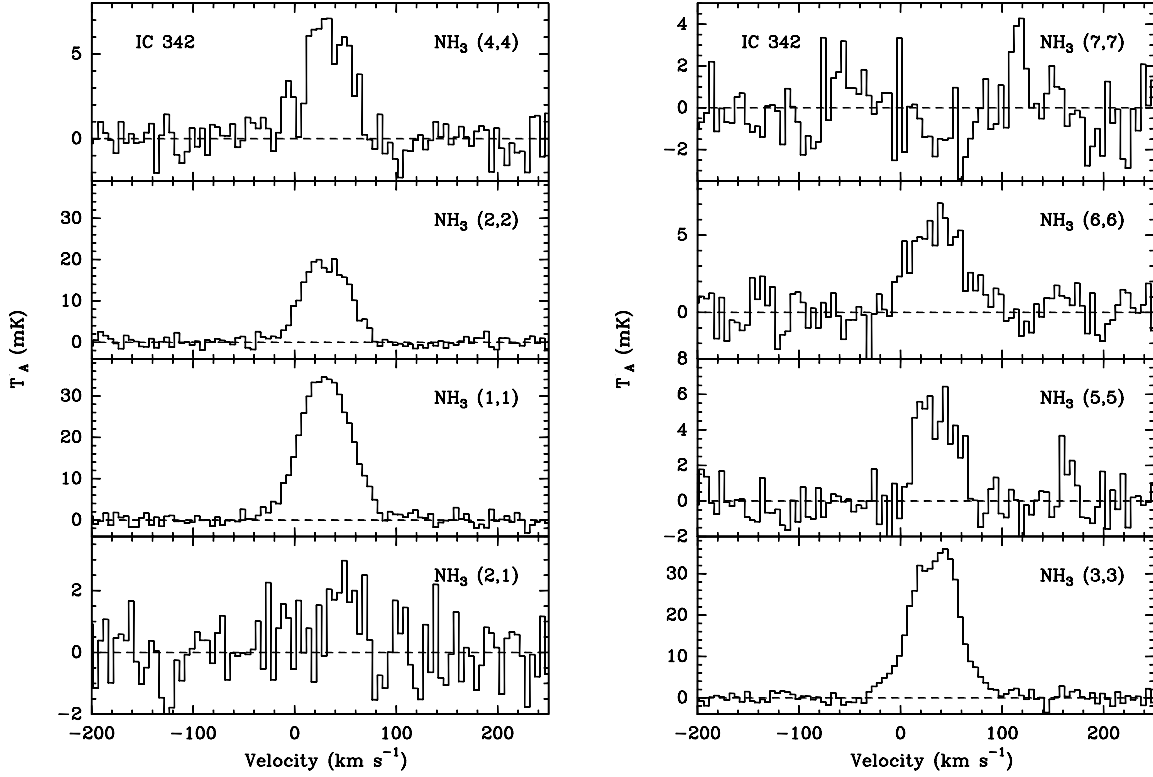 IC 342
NH3 (4,4)
5
0
NH3 (2,2)
30
20
10
0
NH3 (1,1)
30
20
10
0
NH3 (2,1)
2
0
-2
-200 -100 0 100 200
Velocity (km s−1)
TA (mK)
IC 342
NH3 (7,7)
4
2
0
-2
NH3 (6,6)
5
0
8
NH3 (5,5)
6
4
2
0
-2
NH3 (3,3)
30
20
10
0
-200 -100 0 100 200
Velocity (km s−1)
TA (mK)